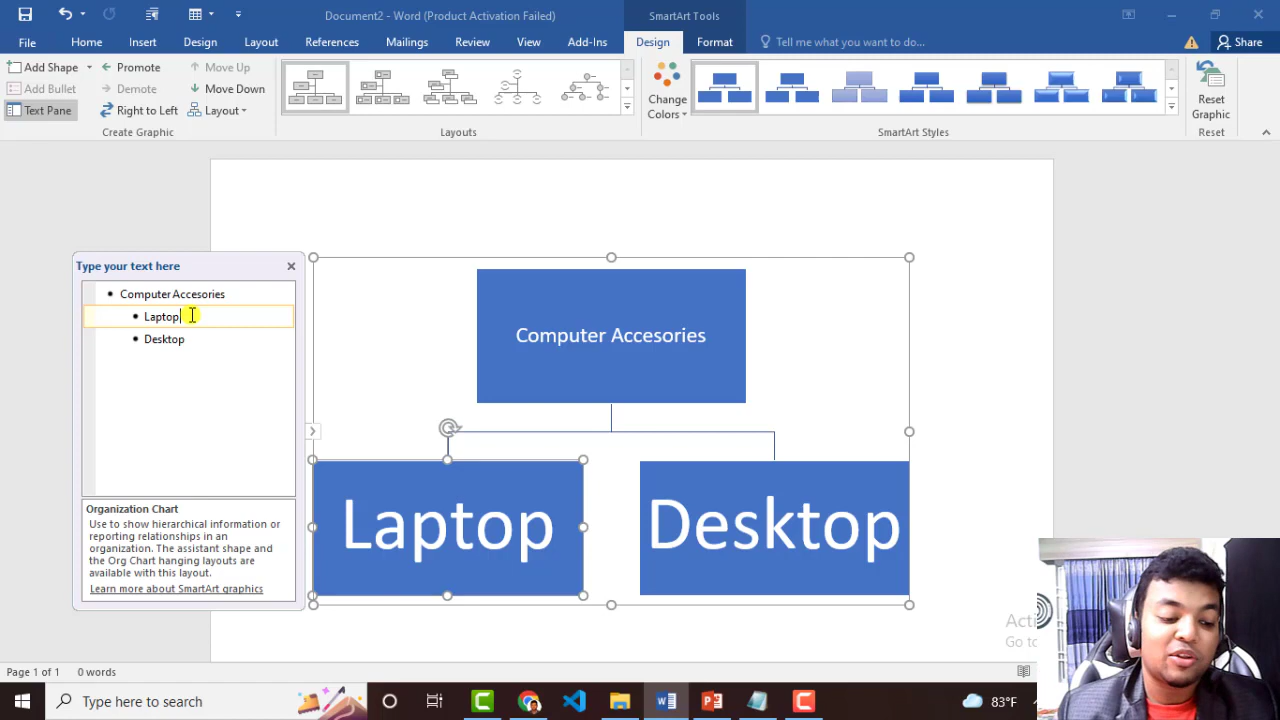 Document2 - Word (Product Activation Failed)
SmartArt Tools
File
Home
Insert
Design
Layout
References
Mailings
Review
View
Add-Ins
Design
Format
Tell me what you want to do...
Share
Add Shape
Promote
Move Up
Add Bullet
Demote
Move Down
Text Pane
Right to Left
Layout
Create Graphic
Layouts
Change
Colors
SmartArt Styles
Reset
Graphic
Reset
Type your text here
Computer Accesories
Laptop
Desktop
Organization Chart
Use to show hierarchical information or
reporting relationships in an
organization. The assistant shape and
the Org Chart hanging layouts are
available with this layout.
Learn more about SmartArt graphics
Computer Accesories
Laptop
Desktop
Go to
Page 1 of 1
0 words
Type here to search
83°F